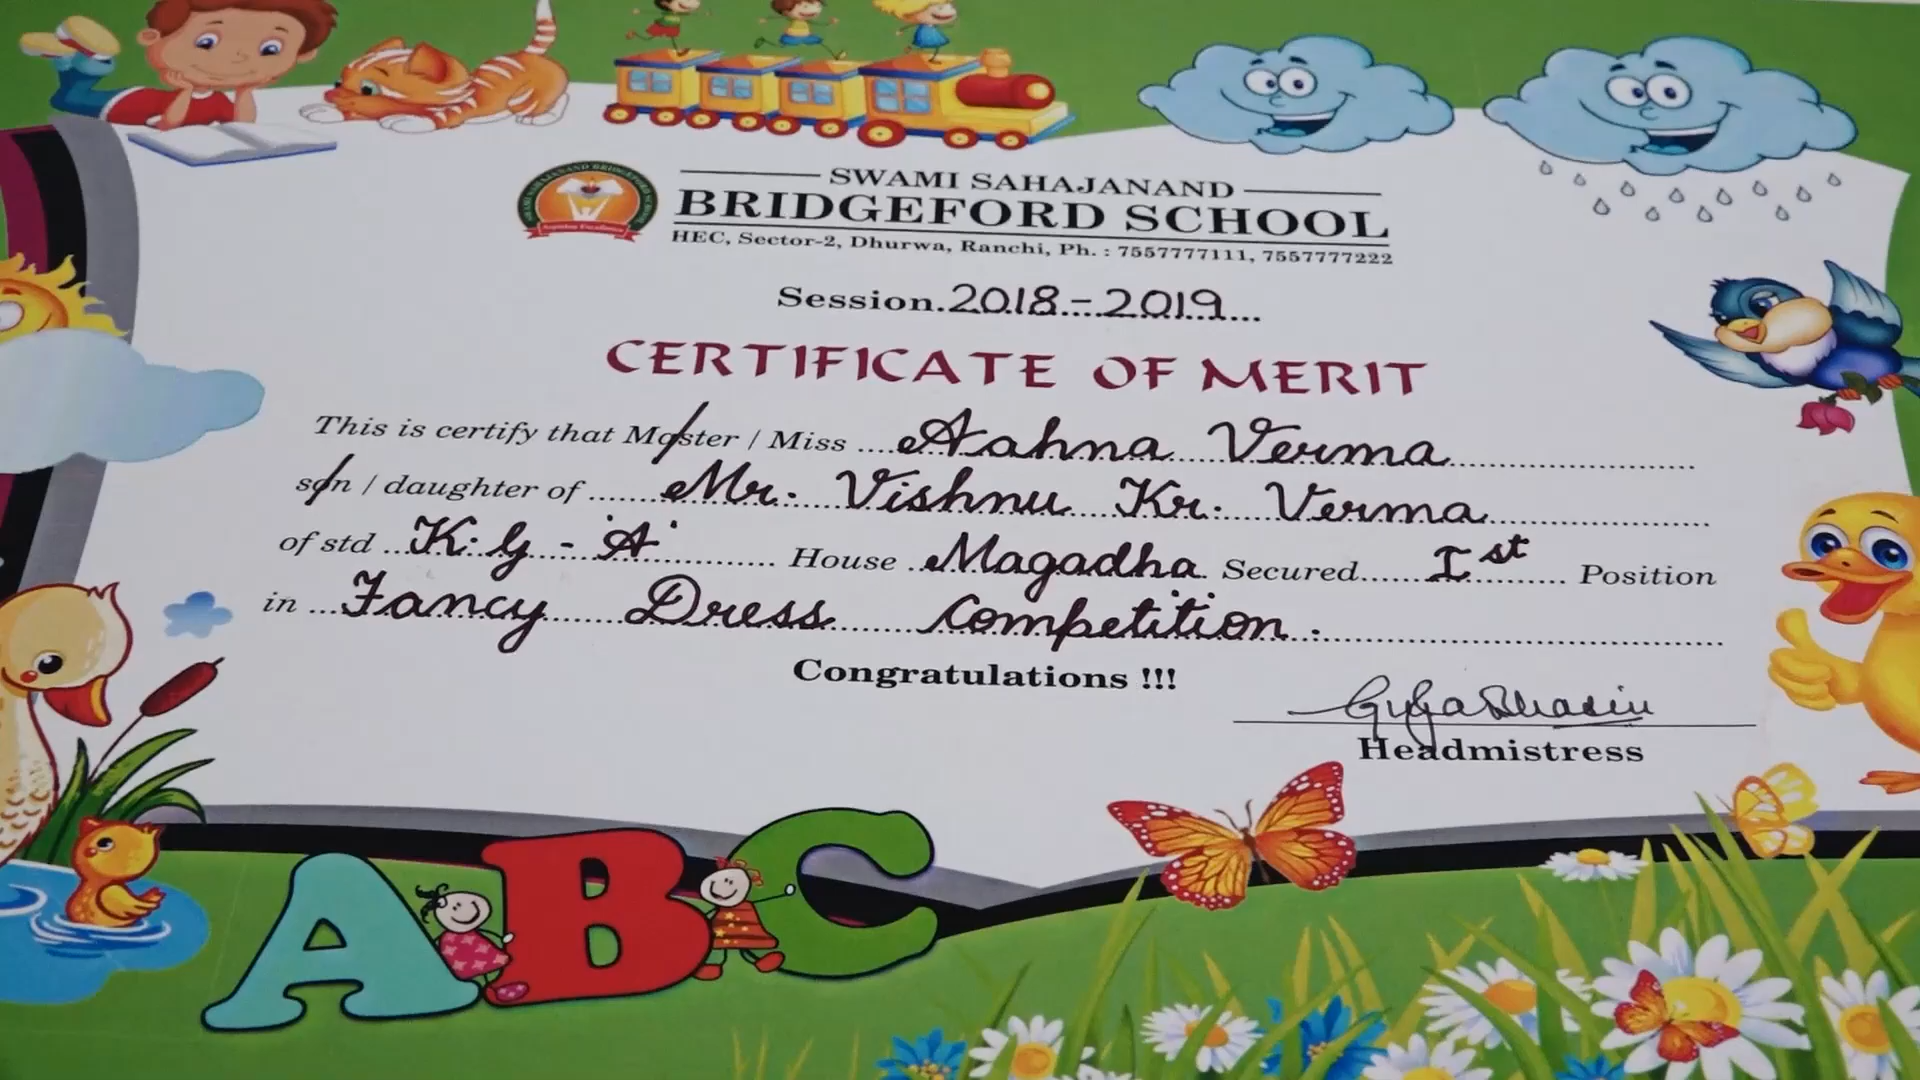 SWAMI SAHAJANAND
BRIDGEFORD SCHOOL
HEC, Sector-2, Dhurwa, Ranchi, Ph. : 7557777111, 7557777222
Session.2018-2019...
CERTIFICATE OF MERIT
This is certify that Master / Miss ....Aahna Verma
son / daughter of ......Mr. Vishnu Kr. Verma
of std ..K.G - 'A' House ..Magadha Secured......Ist...... Position
in ...Fancy Dress Competition.
Congratulations !!!
Headmistress
ABC